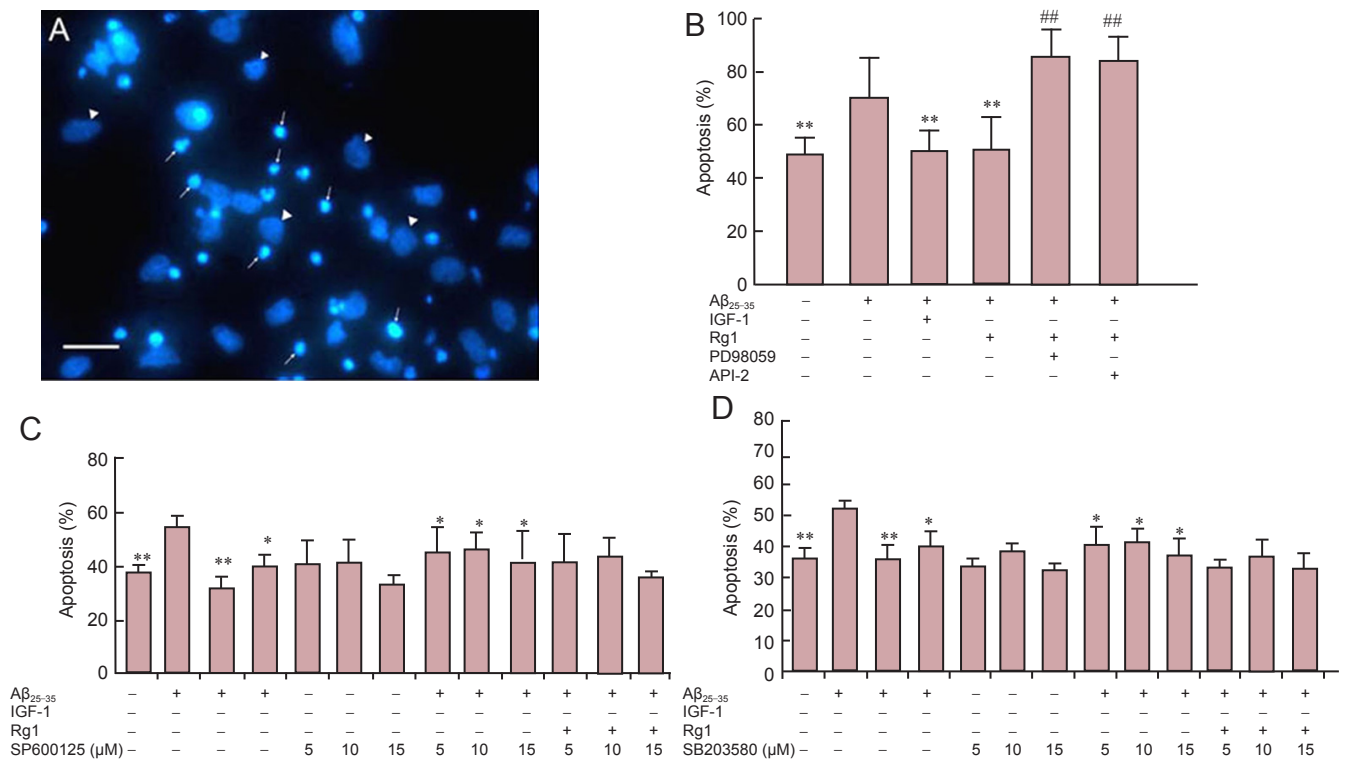 A
B
100
80
60
40
20
0
Apoptosis (%)
**
**
**
##
##
Aβ25–35 – + + + + +
IGF-1 – – + – – –
Rg1 – – – + + +
PD98059 – – – – + –
API-2 – – – – – +
C
80
60
40
20
0
Apoptosis (%)
**
**
*
*
*
*
Aβ25–35 – + + + – – – + + + + + +
IGF-1 – – – – – – – – – – – – –
Rg1 – – – – – – – – – – + + +
SP600125 (μM) – – – – 5 10 15 5 10 15 5 10 15
D
80
70
60
50
40
30
20
10
0
Apoptosis (%)
**
**
*
*
*
*
Aβ25–35 – + + + – – – + + + + + +
IGF-1 – – – – – – – – – – – – –
Rg1 – – – – – – – – – – + + +
SB203580 (μM) – – – – 5 10 15 5 10 15 5 10 15